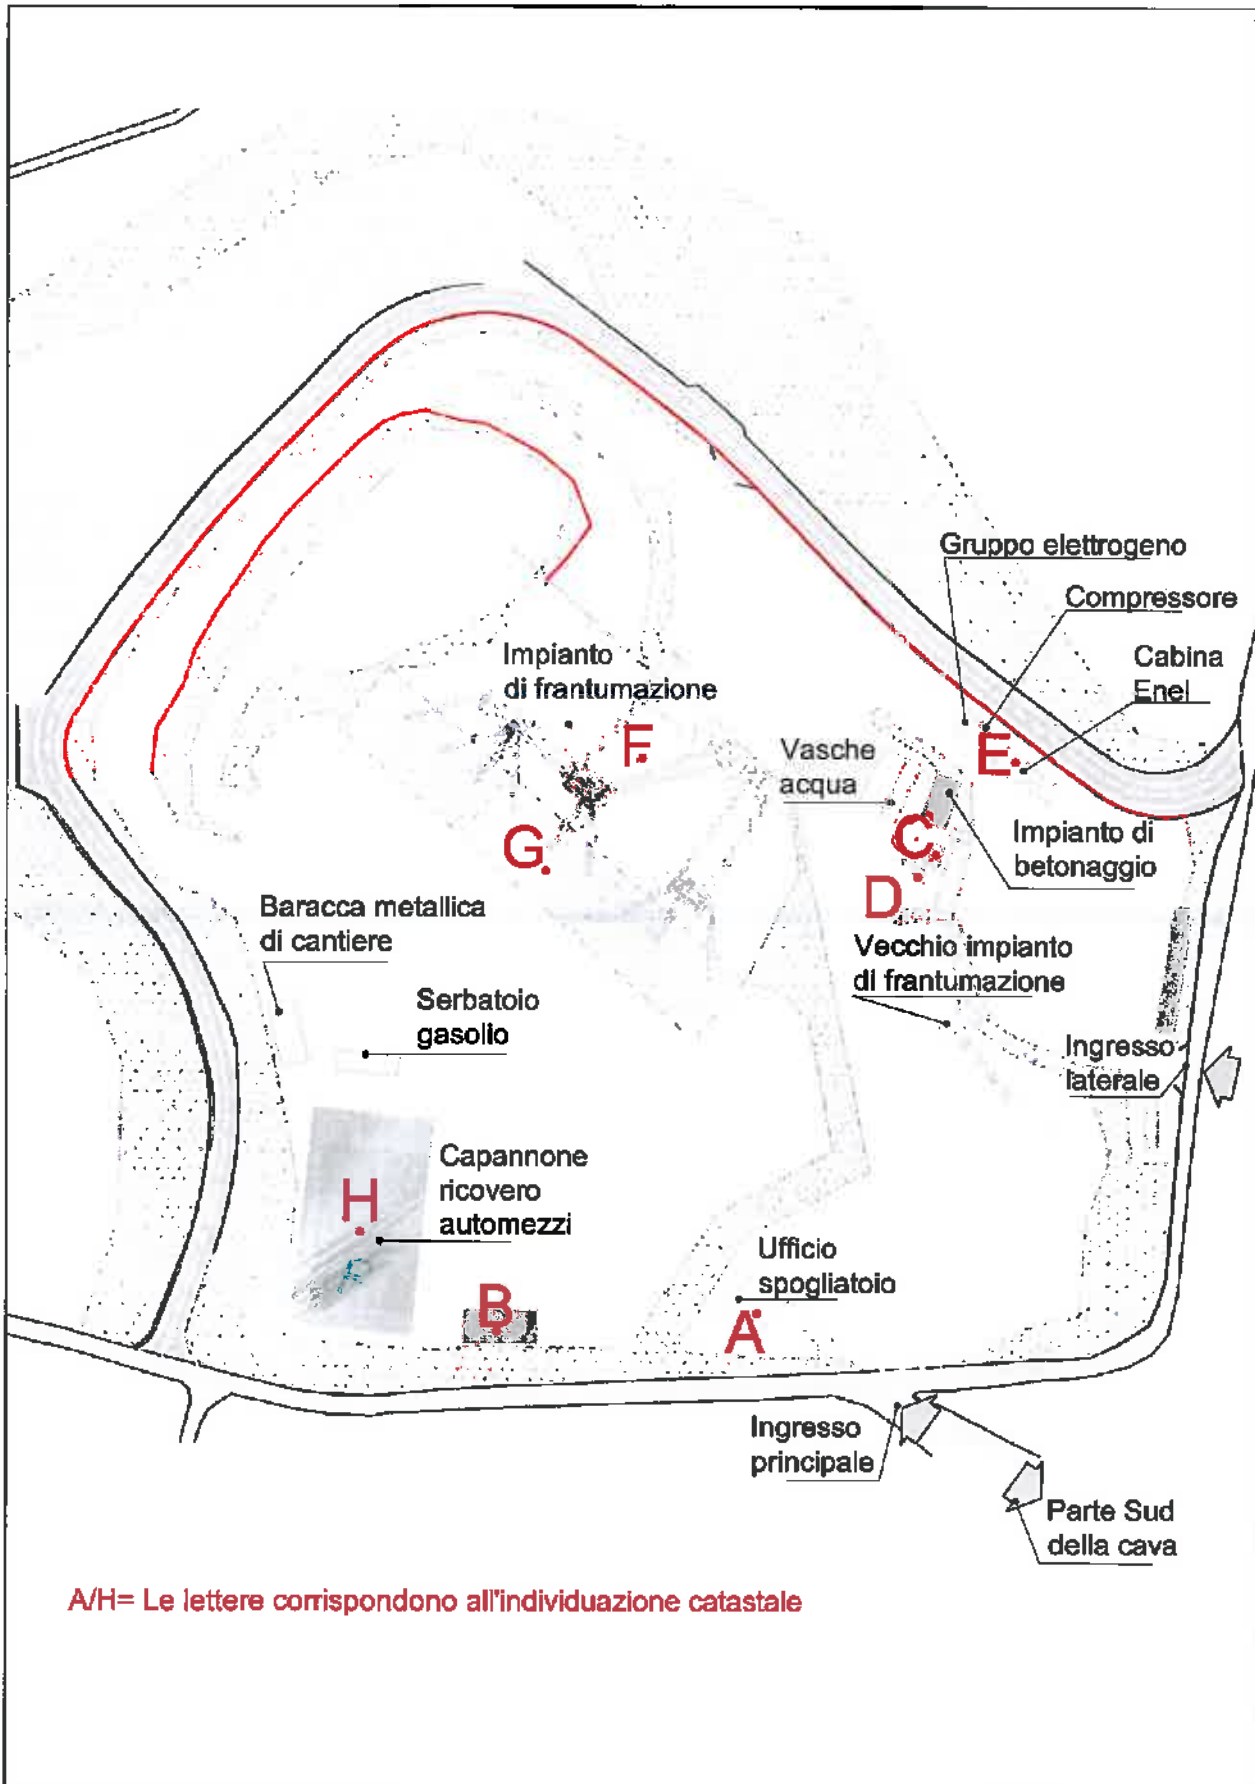 Gruppo elettrogeno
Compressore
Cabina
Enel
Impianto
di frantumazione
F
E
Vasche
acqua
C
Impianto di
betonaggio
G
D
Baracca metallica
di cantiere
Vecchio impianto
di frantumazione
Serbatoio
gasolio
Ingresso
laterale
Capannone
ricovero
automezzi
H
Ufficio
spogliatoio
B
A
Ingresso
principale
Parte Sud
della cava
A/H= Le lettere corrispondono all'individuazione catastale